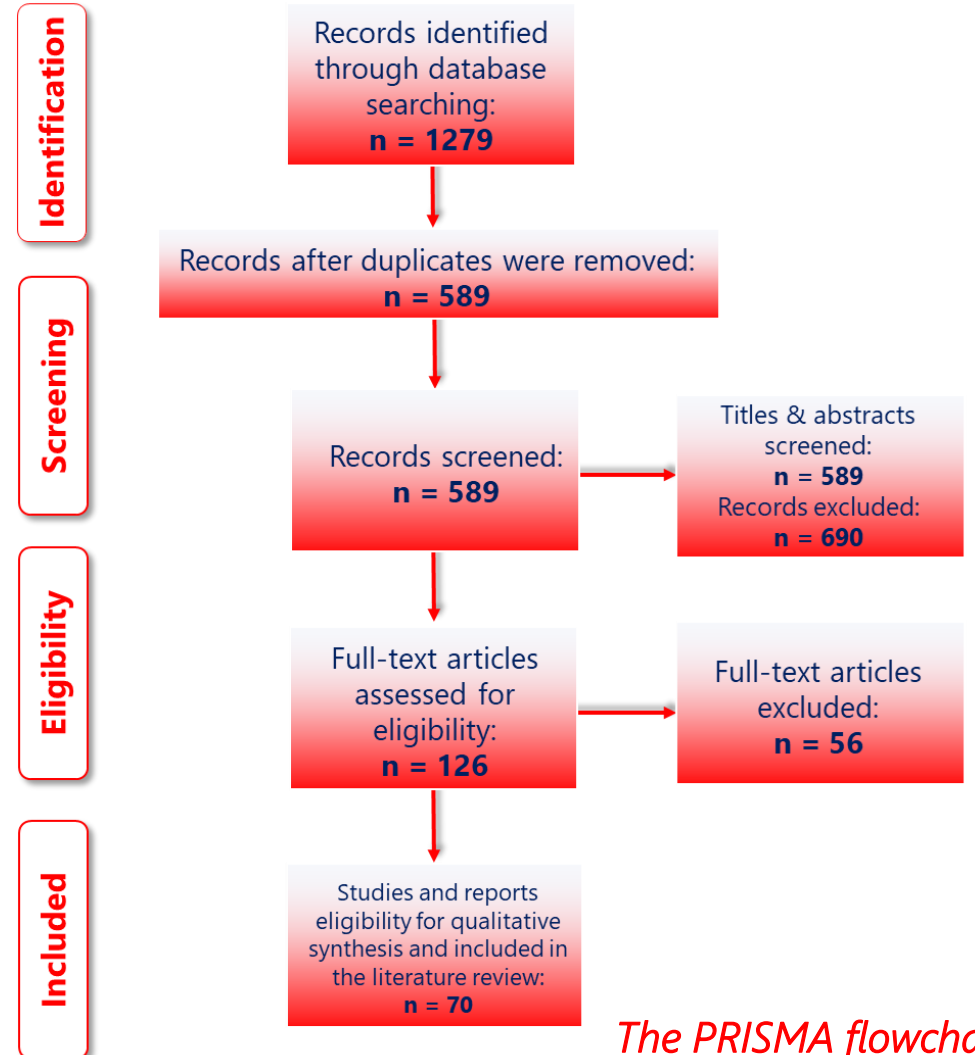 Identification
Records identified
through database
searching:
n = 1279
Records after duplicates were removed:
n = 589
Screening
Records screened:
n = 589
Titles & abstracts
screened:
n = 589
Records excluded:
n = 690
Eligibility
Full-text articles
assessed for
eligibility:
n = 126
Full-text articles
excluded:
n = 56
Included
Studies and reports
eligibility for qualitative
synthesis and included in
the literature review:
n = 70
The PRISMA